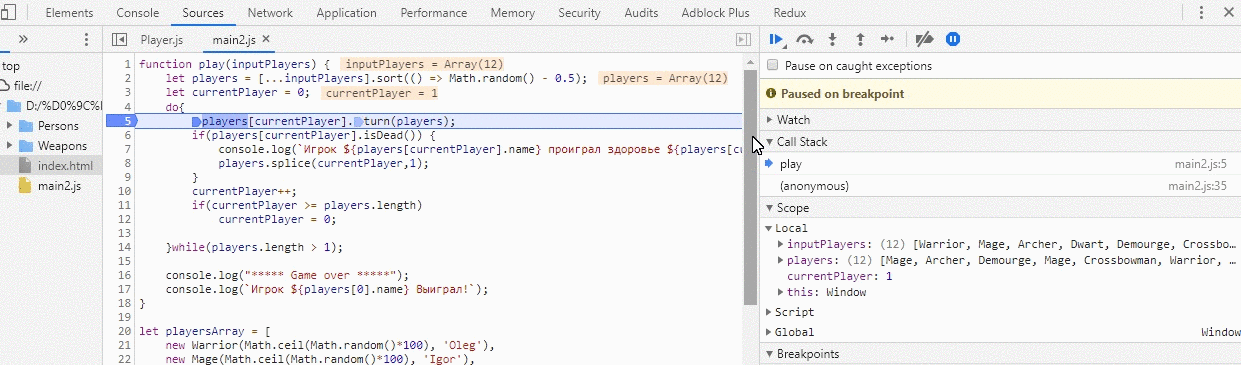 Elements Console Sources Network Application Performance Memory Security Audits Adblock Plus Redux
Player.js main2.js
top
file://
Persons
Weapons
index.html
main2.js
1 function play(inputPlayers) { inputPlayers = Array(12)
2 let players = [...inputPlayers].sort(() => Math.random() - 0.5); players = Array(12)
3 let currentPlayer = 0; currentPlayer = 1
4 do{
5 players[currentPlayer].turn(players);
6 if(players[currentPlayer].isDead()) {
7 console.log(`Игрок ${players[currentPlayer].name} проиграл здоровье ${players[cu
8 players.splice(currentPlayer,1);
9 }
10 currentPlayer++;
11 if(currentPlayer >= players.length)
12 currentPlayer = 0;
13
14 }while(players.length > 1);
15
16 console.log("***** Game over *****");
17 console.log(`Игрок ${players[0].name} Выиграл!`);
18 }
19
20 let playersArray = [
21 new Warrior(Math.ceil(Math.random()*100), 'Oleg'),
22 new Mage(Math.ceil(Math.random()*100), 'Igor'),
Pause on caught exceptions
Paused on breakpoint
Watch
Call Stack
play main2.js:5
(anonymous) main2.js:35
Scope
Local
inputPlayers: (12) [Warrior, Mage, Archer, Dwart, Demourge, Crossbo…
players: (12) [Mage, Archer, Demourge, Mage, Crossbowman, Warrior, …
currentPlayer: 1
this: Window
Script
Global Window
Breakpoints